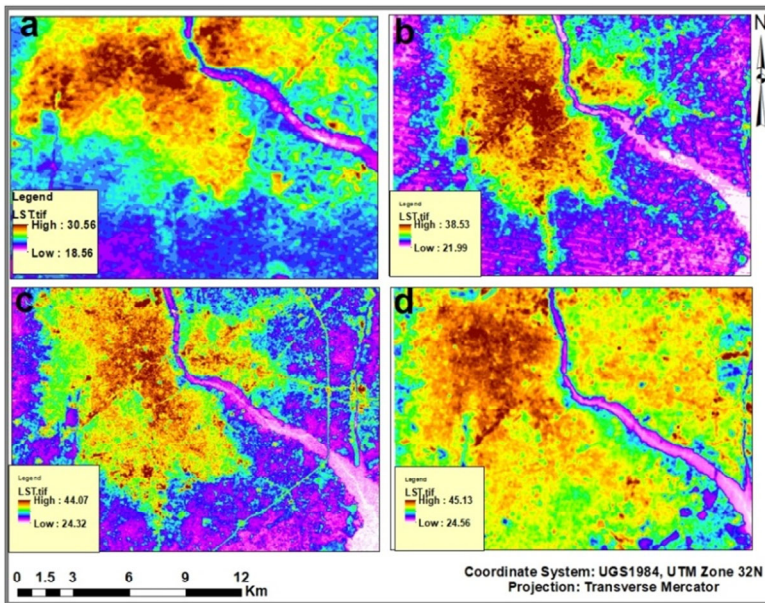 a
Legend
LST.tif
High : 30.56
Low : 18.56
b
N
Legend
LST.tif
High : 38.53
Low : 21.99
c
Legend
LST.tif
High : 44.07
Low : 24.32
d
Legend
LST.tif
High : 45.13
Low : 24.56
0 1.5 3 6 9 12
Km
Coordinate System: UGS1984, UTM Zone 32N
Projection: Transverse Mercator